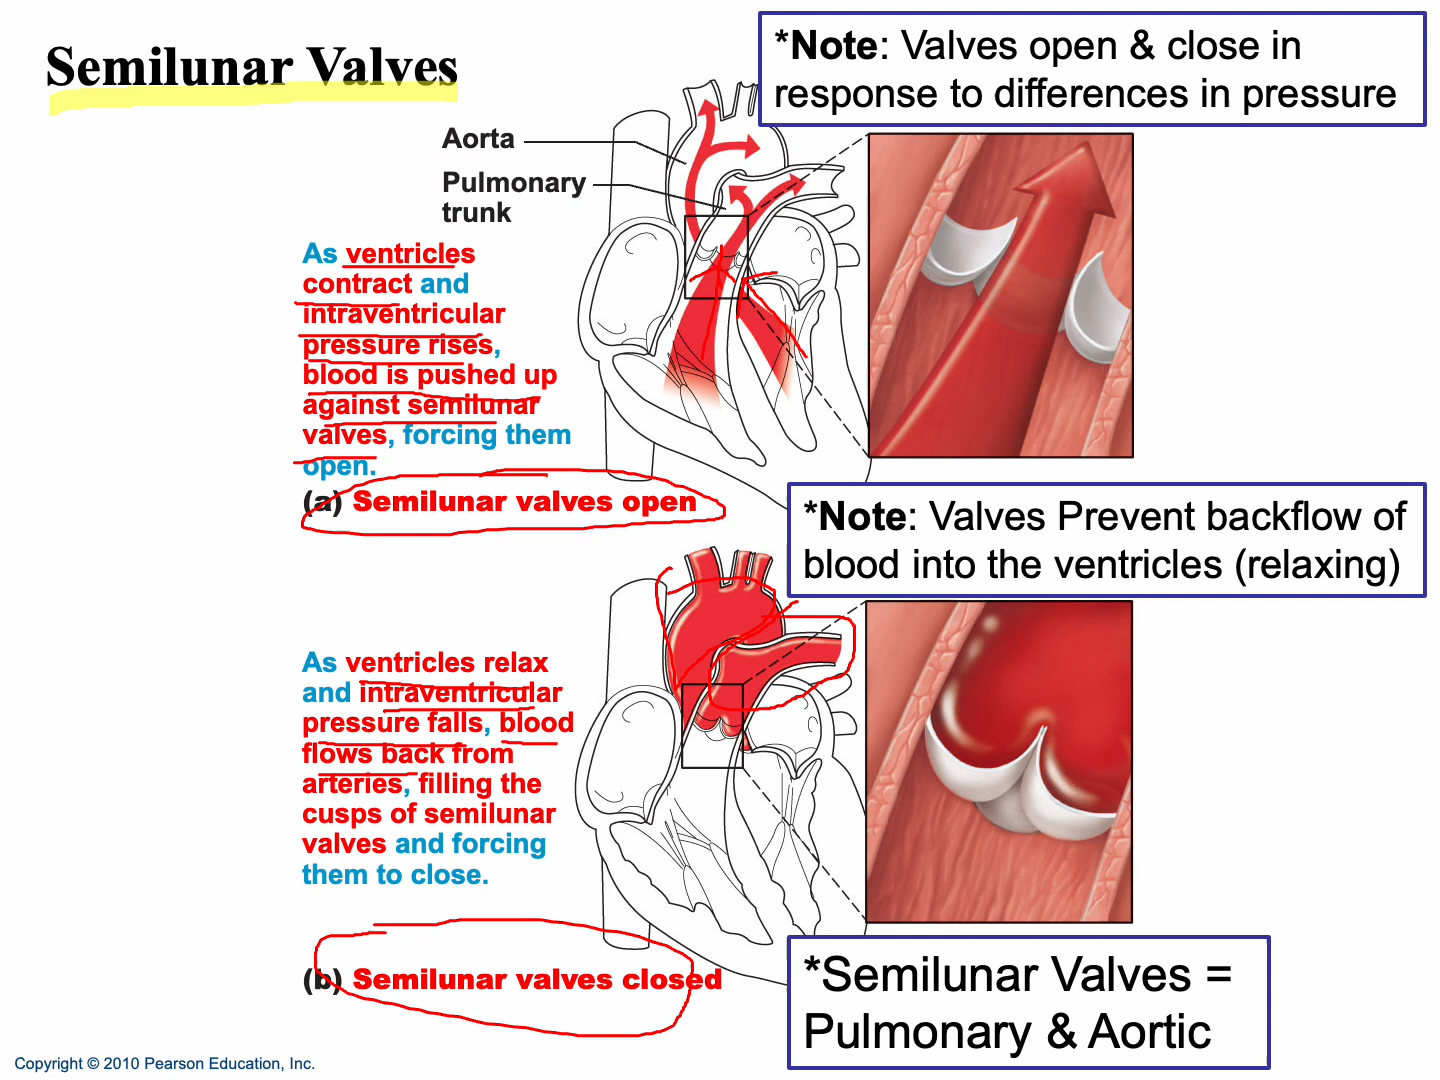 Semilunar Valves
*Note: Valves open & close in
response to differences in pressure
Aorta
Pulmonary
trunk
As ventricles
contract and
intraventricular
pressure rises,
blood is pushed up
against semilunar
valves, forcing them
open.
(a) Semilunar valves open
*Note: Valves Prevent backflow of
blood into the ventricles (relaxing)
As ventricles relax
and intraventricular
pressure falls, blood
flows back from
arteries, filling the
cusps of semilunar
valves and forcing
them to close.
(b) Semilunar valves closed
*Semilunar Valves =
Pulmonary & Aortic
Copyright © 2010 Pearson Education, Inc.